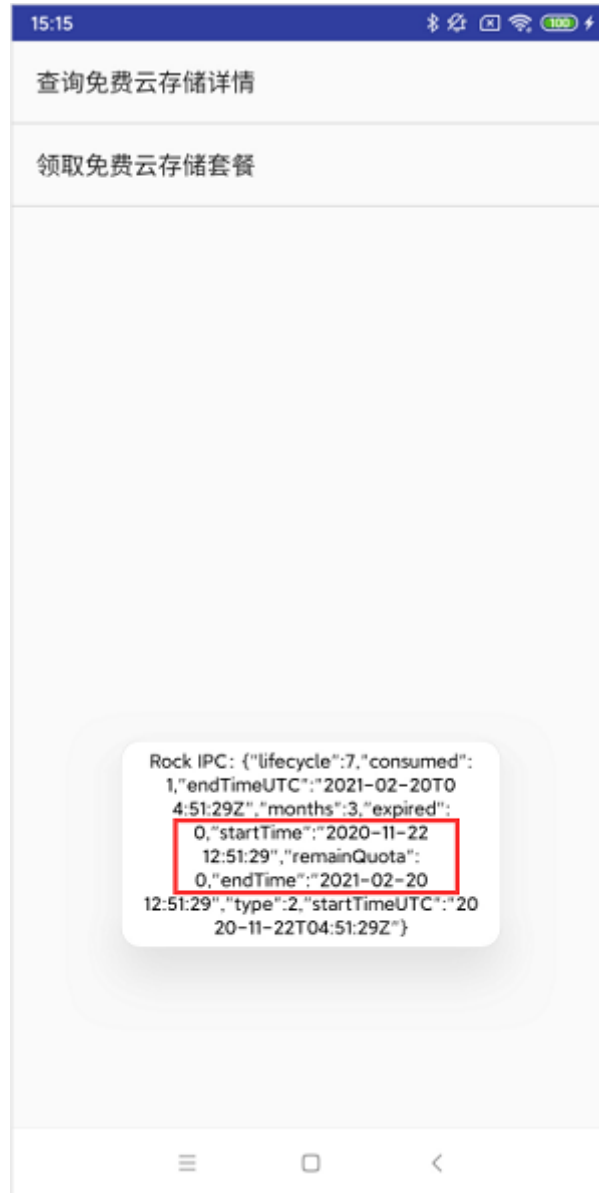 15:15
100
查询免费云存储详情
领取免费云存储套餐
Rock IPC: {"lifecycle":7,"consumed":
1,"endTimeUTC":"2021-02-20T0
4:51:29Z","months":3,"expired":
0,"startTime":"2020-11-22
12:51:29","remainQuota":
0,"endTime":"2021-02-20
12:51:29","type":2,"startTimeUTC":"20
20-11-22T04:51:29Z"}